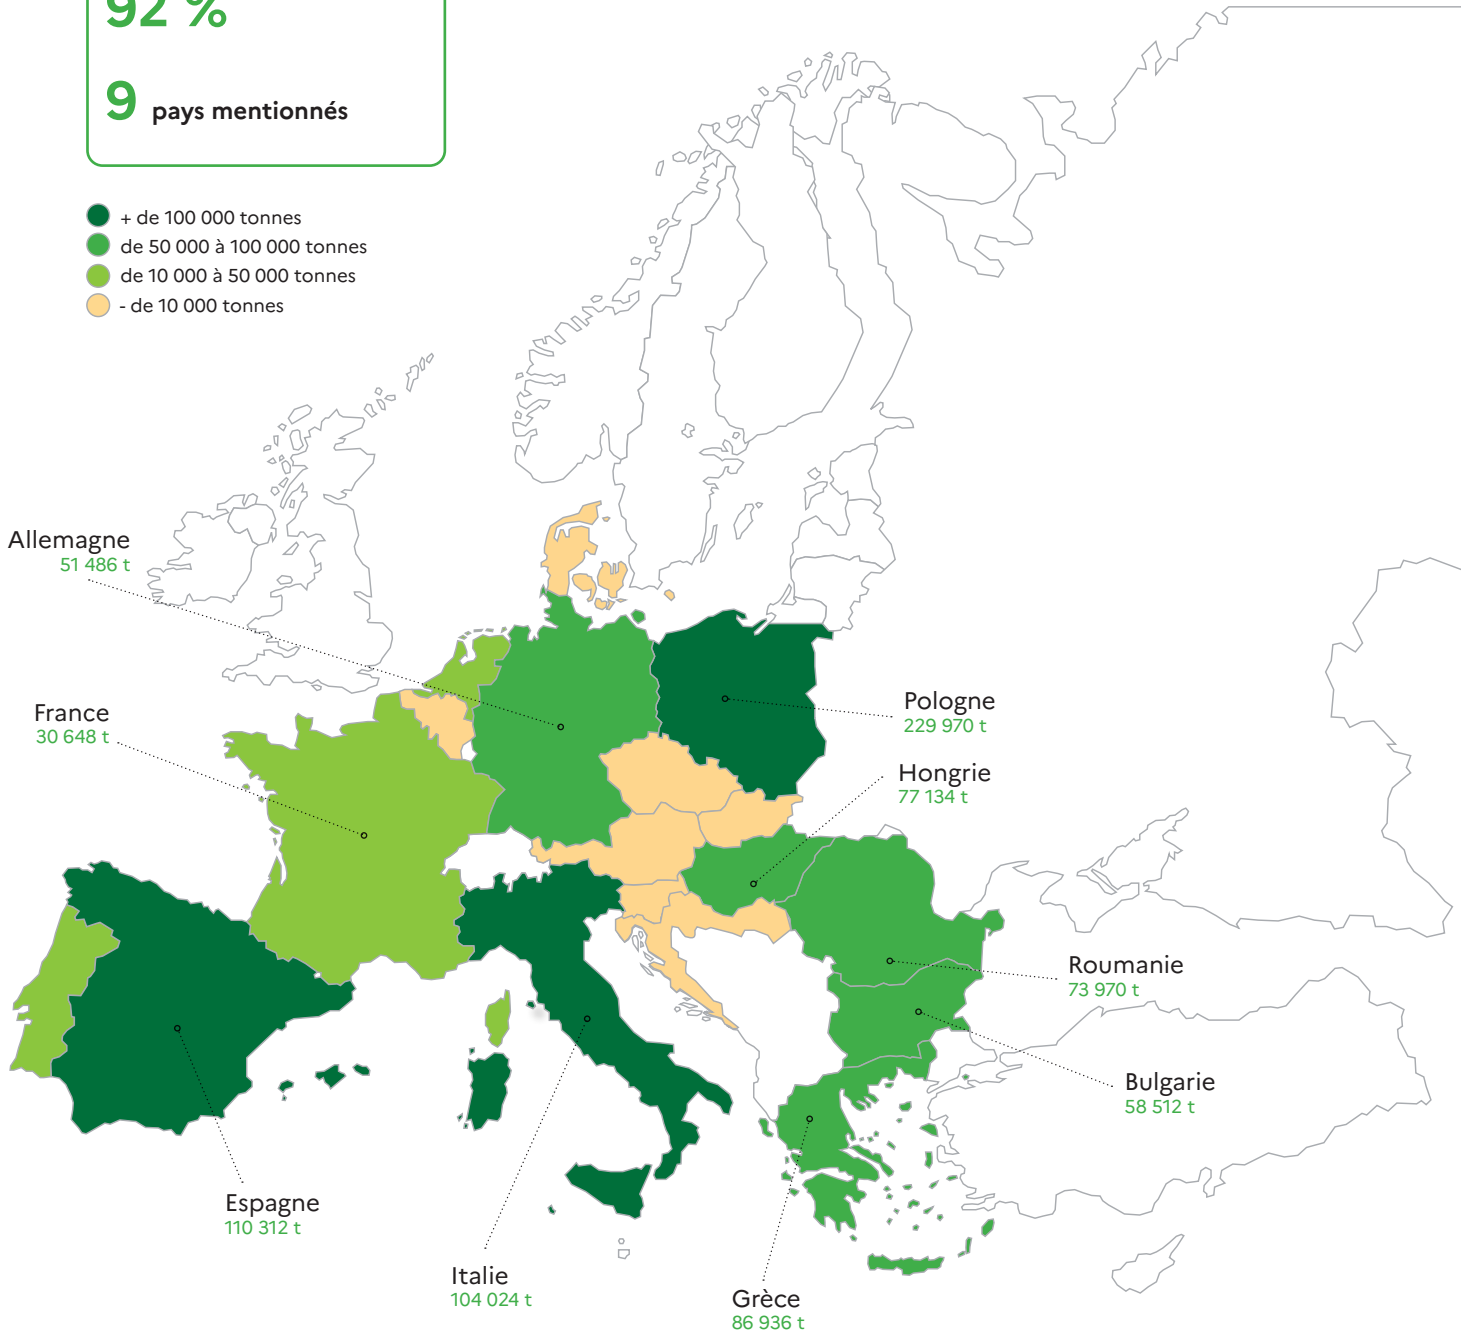 92 %
9 pays mentionnés
+ de 100 000 tonnes
de 50 000 à 100 000 tonnes
de 10 000 à 50 000 tonnes
- de 10 000 tonnes
Allemagne
51 486 t
France
30 648 t
Pologne
229 970 t
Hongrie
77 134 t
Roumanie
73 970 t
Bulgarie
58 512 t
Espagne
110 312 t
Italie
104 024 t
Grèce
86 936 t